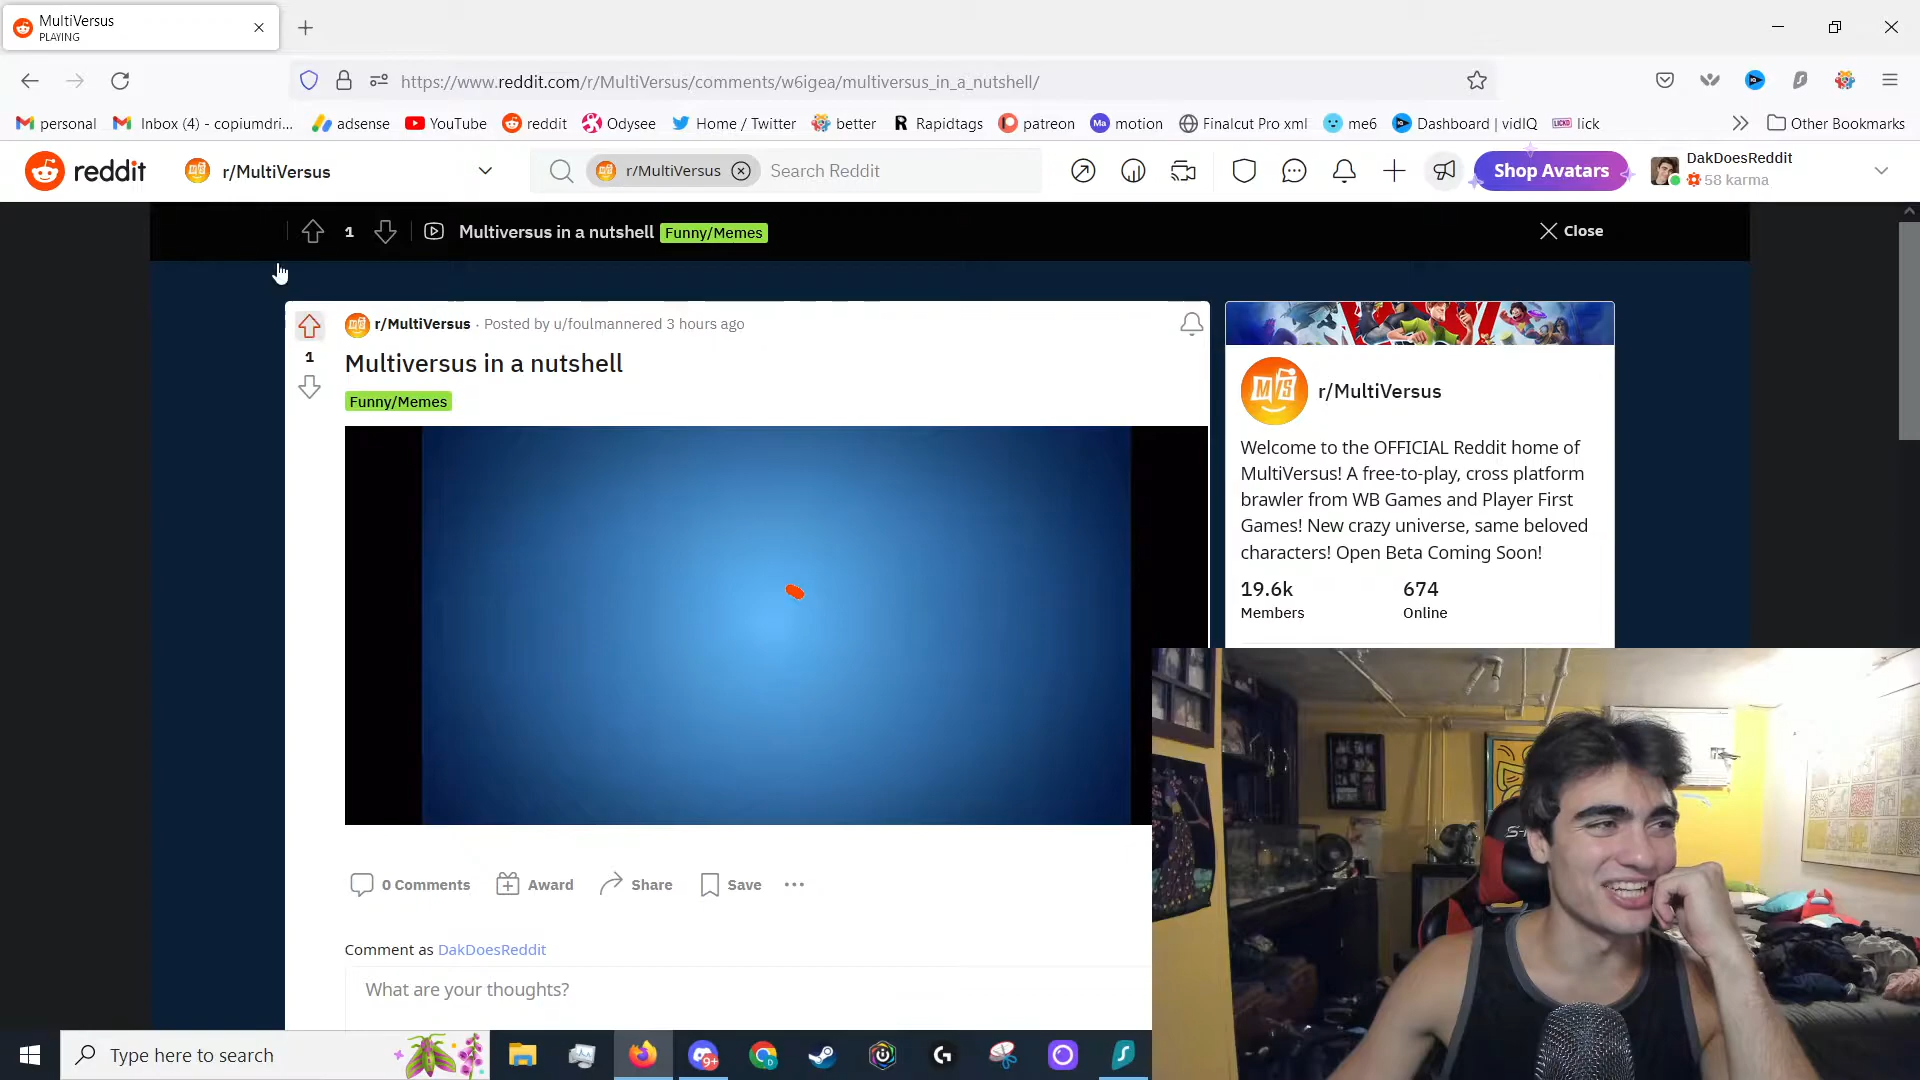 MultiVersus
PLAYING
https://www.reddit.com/r/MultiVersus/comments/w6igea/multiversus_in_a_nutshell/
personal Inbox (4) - copiumdri... adsense YouTube reddit Odysee Home / Twitter better Rapidtags patreon Ma motion Finalcut Pro xml me6 Dashboard | vidIQ lick Other Bookmarks
reddit r/MultiVersus r/MultiVersus Search Reddit Shop Avatars DakDoesReddit
58 karma
1 Multiversus in a nutshell Funny/Memes Close
r/MultiVersus · Posted by u/foulmannered 3 hours ago
1
Multiversus in a nutshell
Funny/Memes
MVS
r/MultiVersus
Welcome to the OFFICIAL Reddit home of
MultiVersus! A free-to-play, cross platform
brawler from WB Games and Player First
Games! New crazy universe, same beloved
characters! Open Beta Coming Soon!
19.6k 674
Members Online
0 Comments Award Share Save
Comment as DakDoesReddit
What are your thoughts?
Type here to search
9+